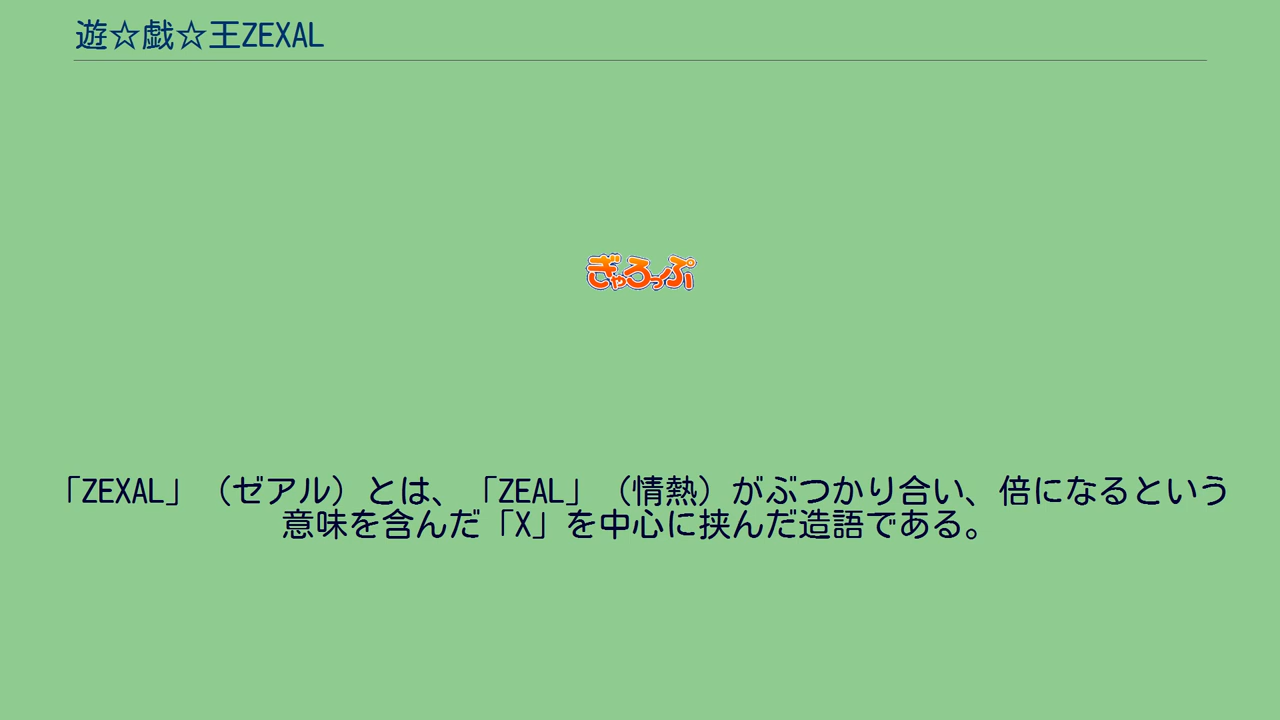 遊☆戯☆王ZEXAL
ぎゃろっぷ
「ZEXAL」（ゼアル）とは、「ZEAL」（情熱）がぶつかり合い、倍になるという
意味を含んだ「X」を中心に挟んだ造語である。